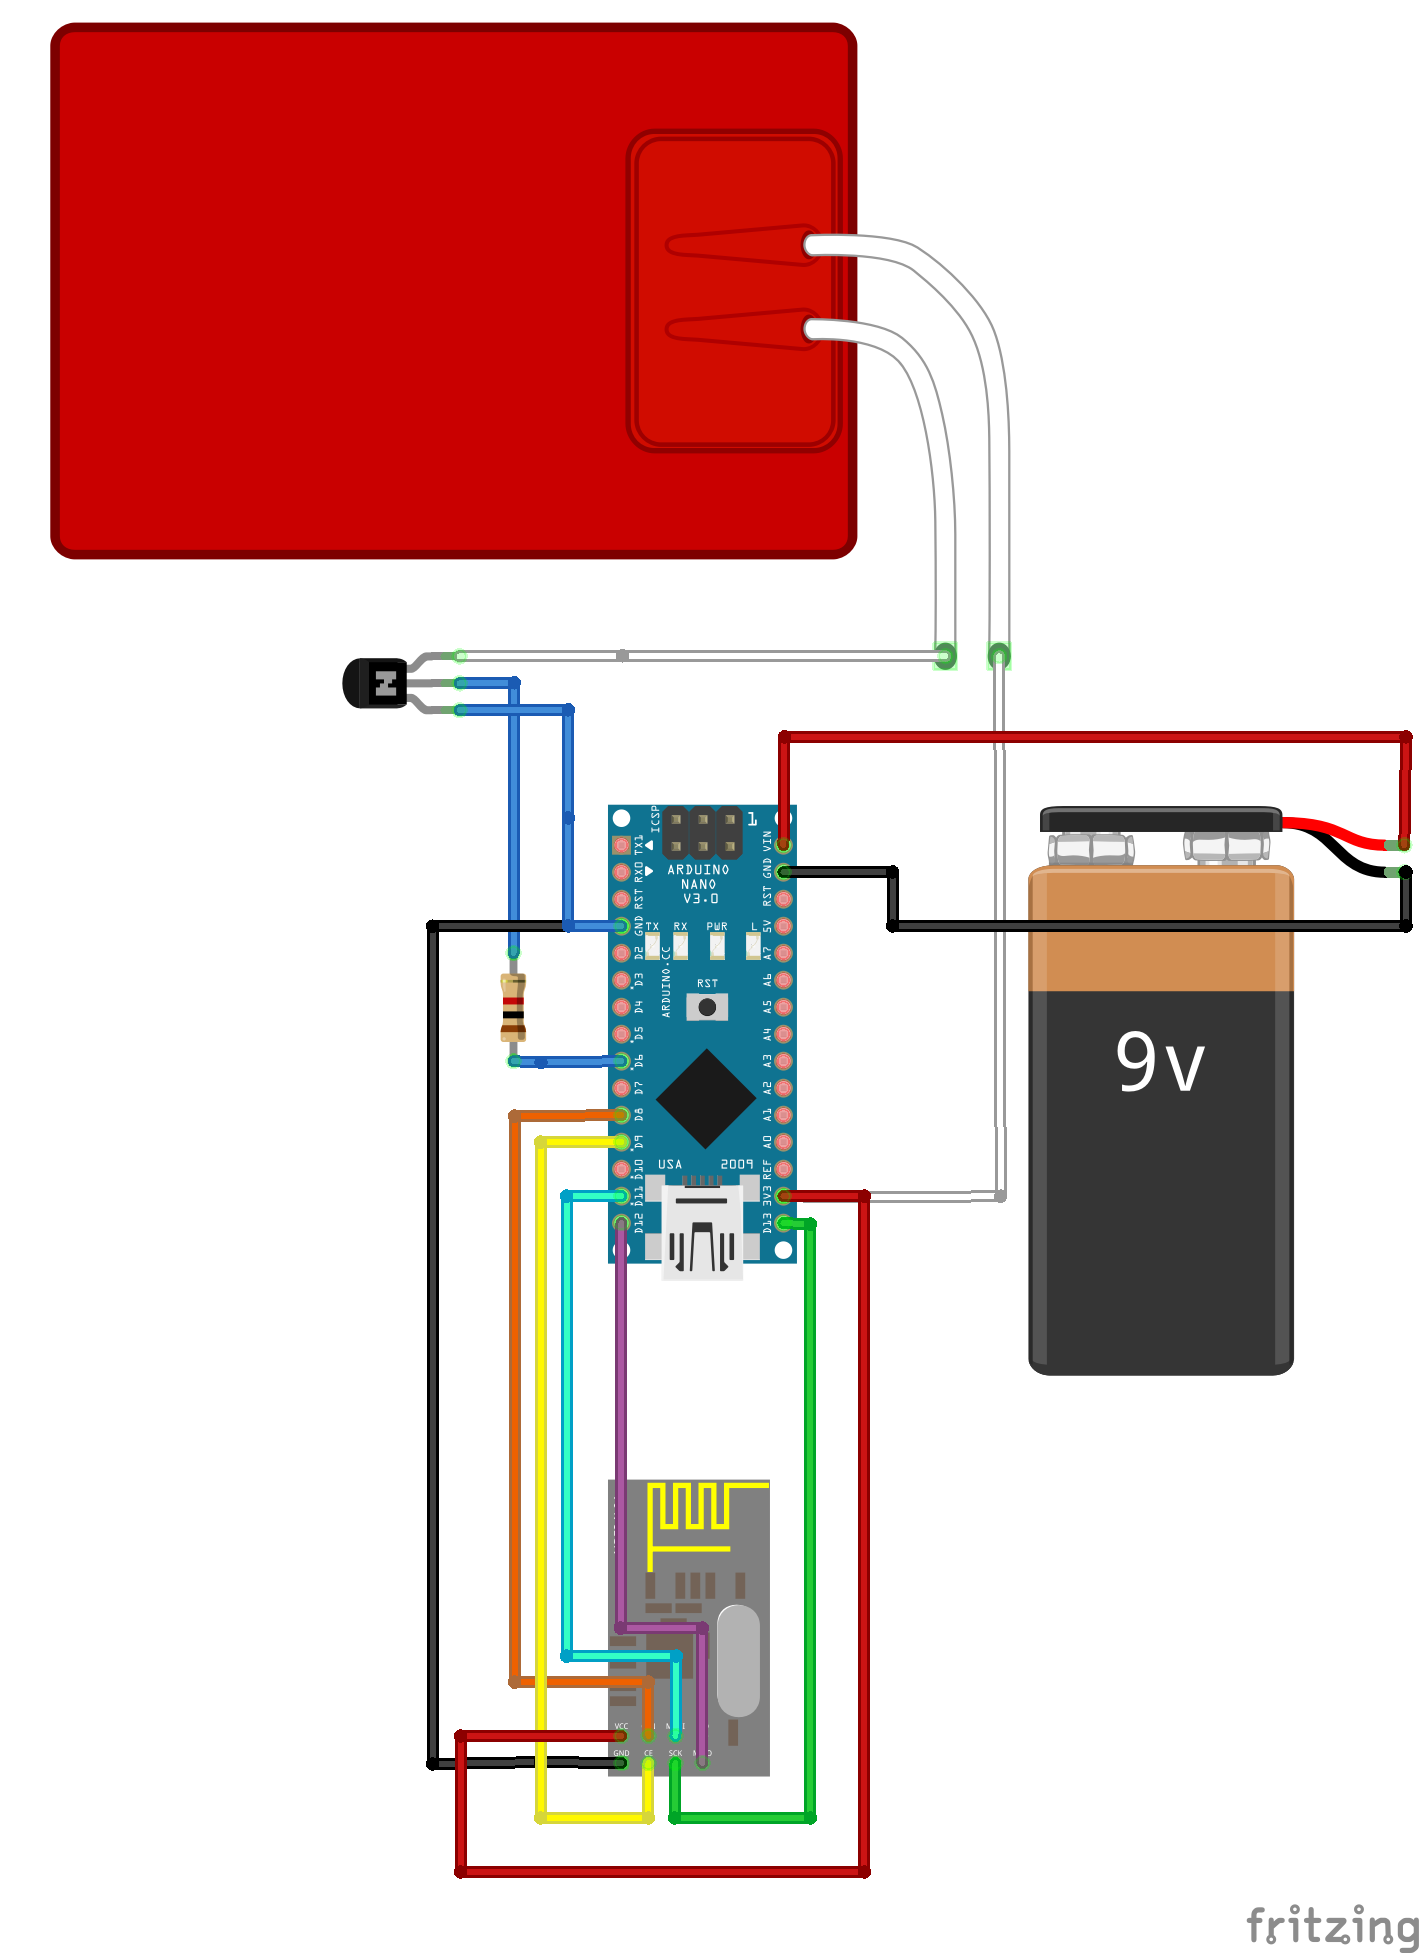 N
ICSP
1
TX1
RX0
RST
GND
D2
D3
D4
D5
D6
D7
D8
D9
D10
D11
D12
VIN
GND
RST
5V
A7
A6
A5
A4
A3
A2
A1
A0
REF
3V3
D13
ARDUINO
NANO
V3.0
TX RX PWR L
ARDUINO.CC
RST
USA 2009
9v
VCC
GND CE SCK
fritzing